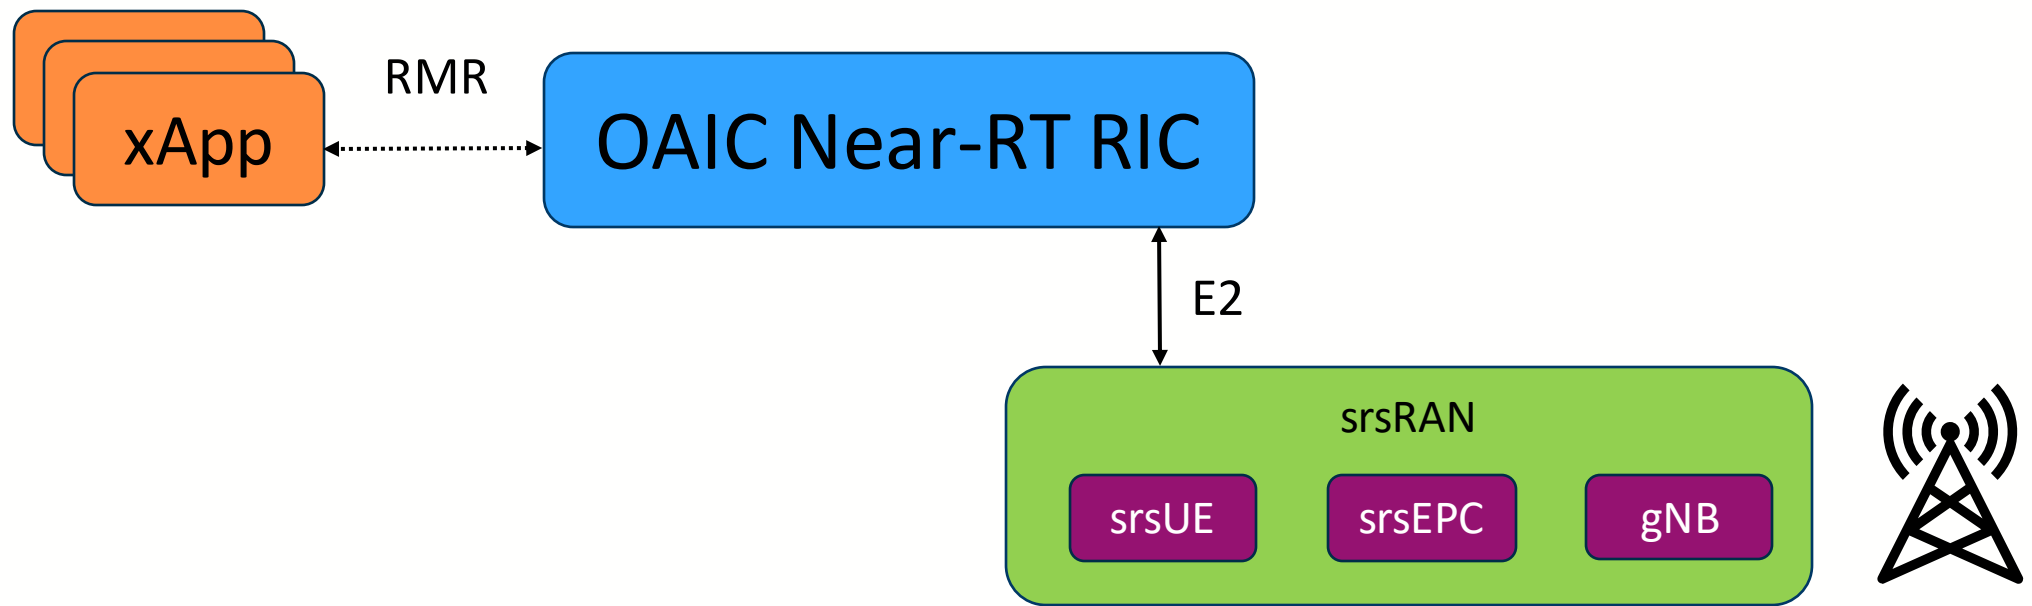 RMR
xApp
OAIC Near-RT RIC
E2
srsRAN
srsUE
srsEPC
gNB